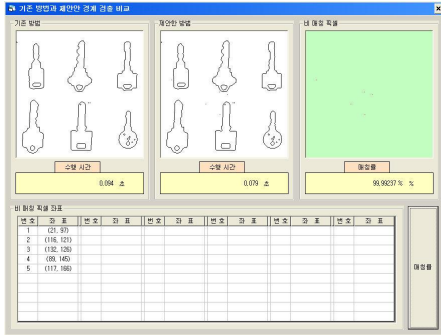 기존 방법과 제안한 경계 검출 비교
기존 방법
제안한 방법
비 매칭 픽셀
수행 시간
수행 시간
매칭률
0,094 초
0,079 초
99,99237 % %
비 매칭 픽셀 좌표
번호 좌 표 번호 좌 표 번호 좌 표 번호 좌 표 번호 좌 표
1 (21, 97)
2 (116, 121)
3 (132, 126)
4 (89, 145)
5 (117, 166)
매칭률